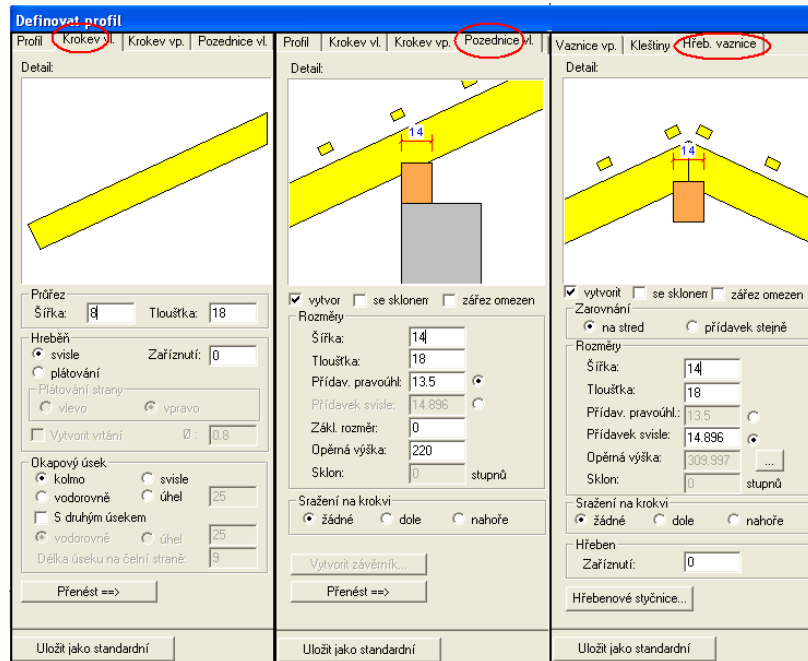 Definovat profil
Profil Krokev vl. Krokev vp. Pozednice vl.
Detail:
Průřez
Šířka: 8 Tloušťka: 18
Hreběň
svisle Zaříznutí: 0
plátování
Plátování strany
vlevo vpravo
Vytvorit vrtání Ø : 0.8
Okapový úsek
kolmo svisle
vodorovně úhel 25
S druhým úsekem
vodorovně úhel 25
Délka úseku na čelní straně: 9
Přenést ==>
Uložit jako standardní
Profil Krokev vl. Krokev vp. Pozednice vl.
Detail:
14
vytvor se sklonem zářez omezen
Rozměry
Šířka: 14
Tloušťka: 18
Přídav. pravoúhl: 13.5
Přídavek svisle: 14.896
Zákl. rozměr: 0
Opěrná výška: 220
Sklon: 0 stupnů
Sražení na krokvi
žádné dole nahoře
Vytvorit závěrník...
Přenést ==>
Uložit jako standardní
Vaznice vp. Kleštiny Hřeb. vaznice
Detail:
14
vytvorit se sklonem zářez omezen
Zarovnání
na stred přídavek stejně
Rozměry
Šířka: 14
Tloušťka: 18
Přídav. pravoúhl.: 13.5
Přídavek svisle: 14.896
Opěrná výška: 309.997 ...
Sklon: 0 stupnů
Sražení na krokvi
žádné dole nahoře
Hřeben
Zaříznutí: 0
Hřebenové styčnice...
Uložit jako standardní